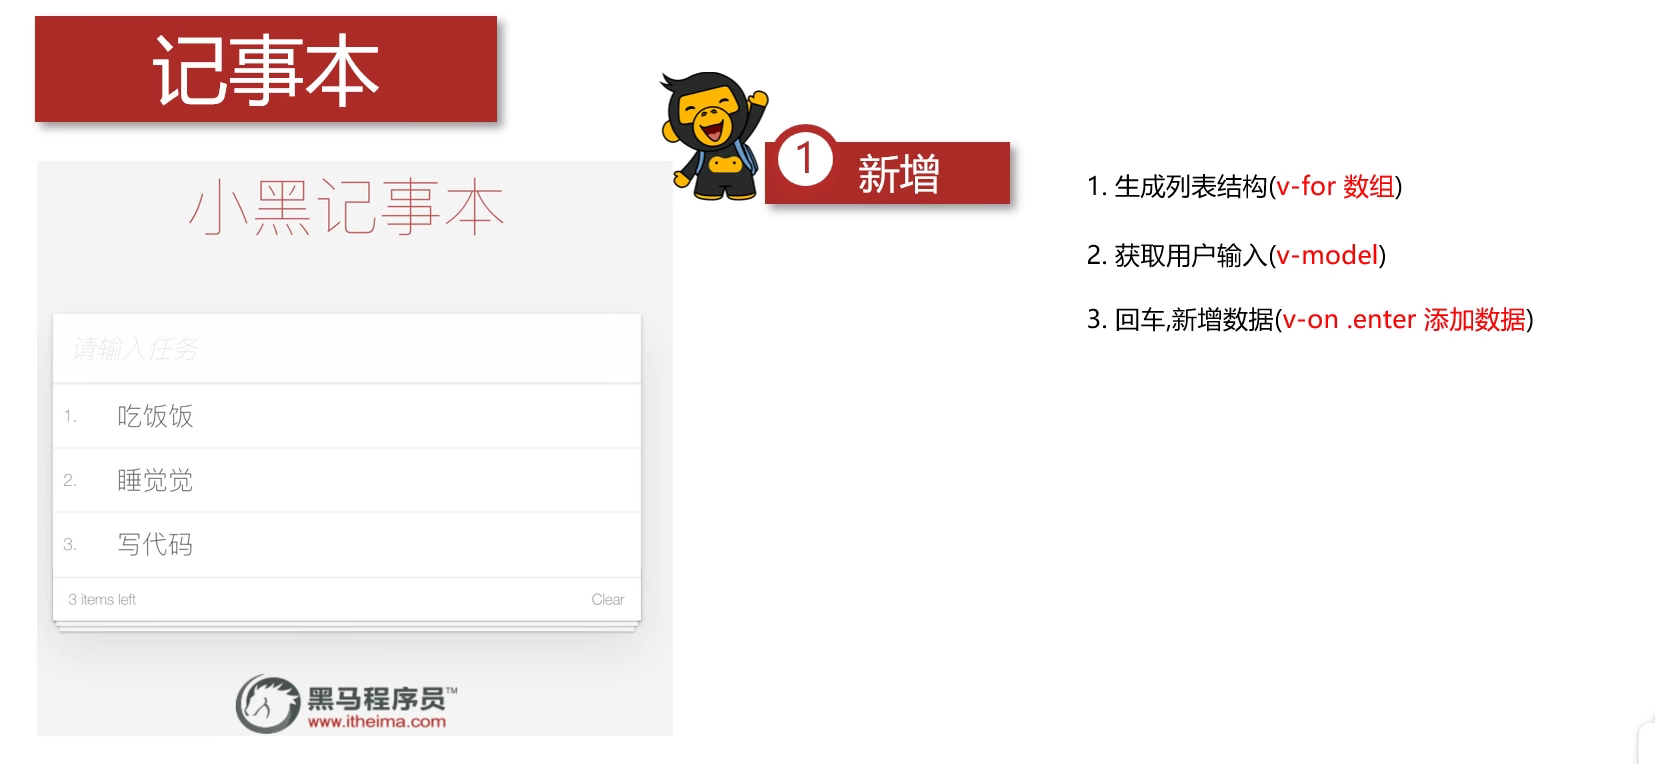 记事本
小黑记事本
请输入任务
1. 吃饭饭
2. 睡觉觉
3. 写代码
3 items left Clear
黑马程序员™
www.itheima.com
1 新增
1. 生成列表结构(v-for 数组)
2. 获取用户输入(v-model)
3. 回车,新增数据(v-on .enter 添加数据)